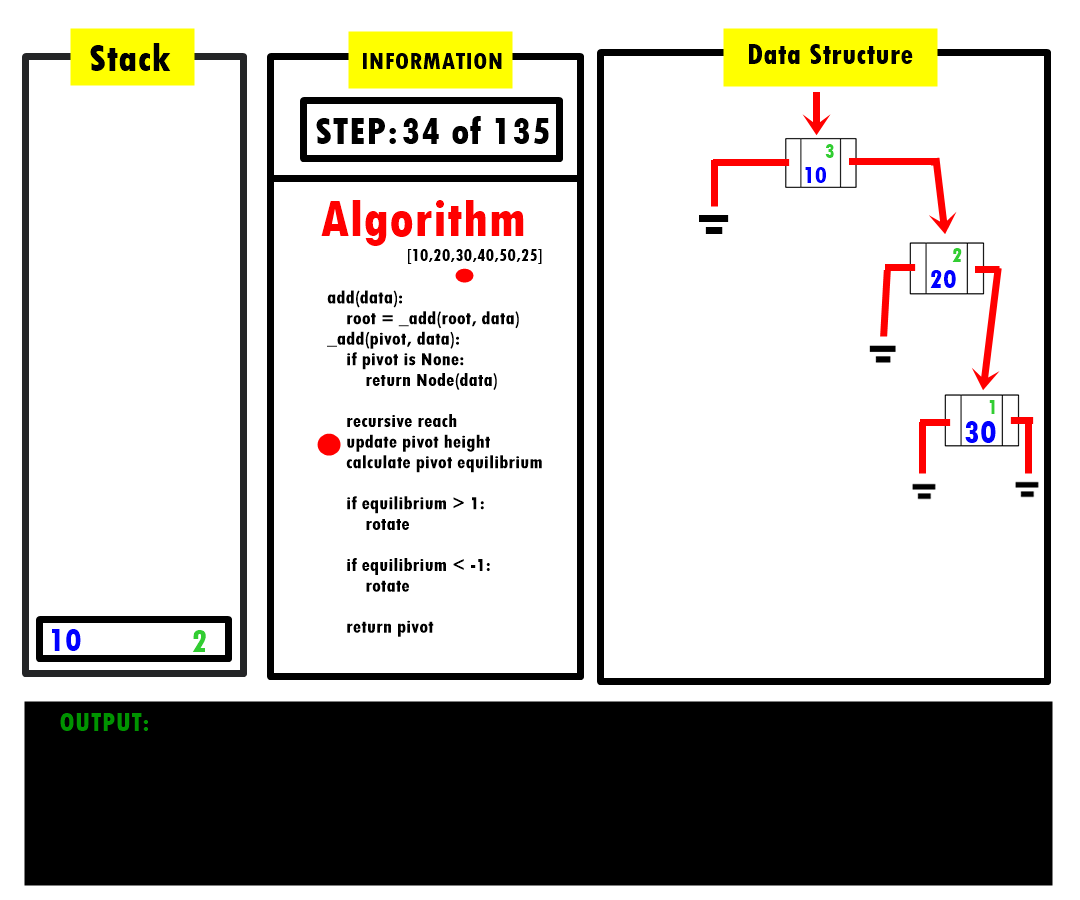 Stack
10 2
INFORMATION
STEP: 34 of 135
Algorithm
[10,20,30,40,50,25]
add(data):
root = _add(root, data)
_add(pivot, data):
if pivot is None:
return Node(data)
recursive reach
update pivot height
calculate pivot equilibrium
if equilibrium > 1:
rotate
if equilibrium < -1:
rotate
return pivot
Data Structure
3
10
2
20
1
30
OUTPUT: